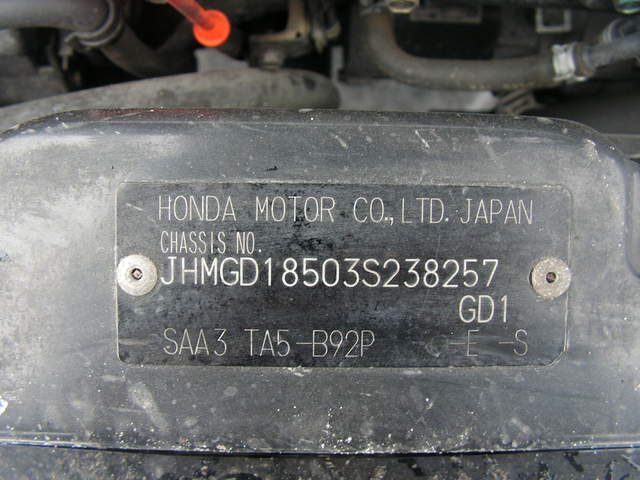 HONDA MOTOR CO.,LTD. JAPAN
CHASSIS NO.
JHMGD18503S238257
GD1
SAA3 TA5-B92P -E -S